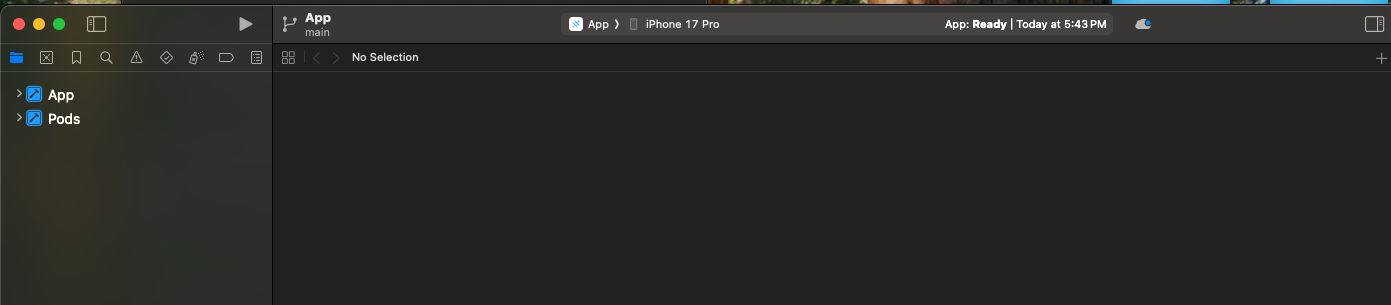 App
main
App 〉 iPhone 17 Pro
App: Ready | Today at 5:43 PM
No Selection
App
Pods